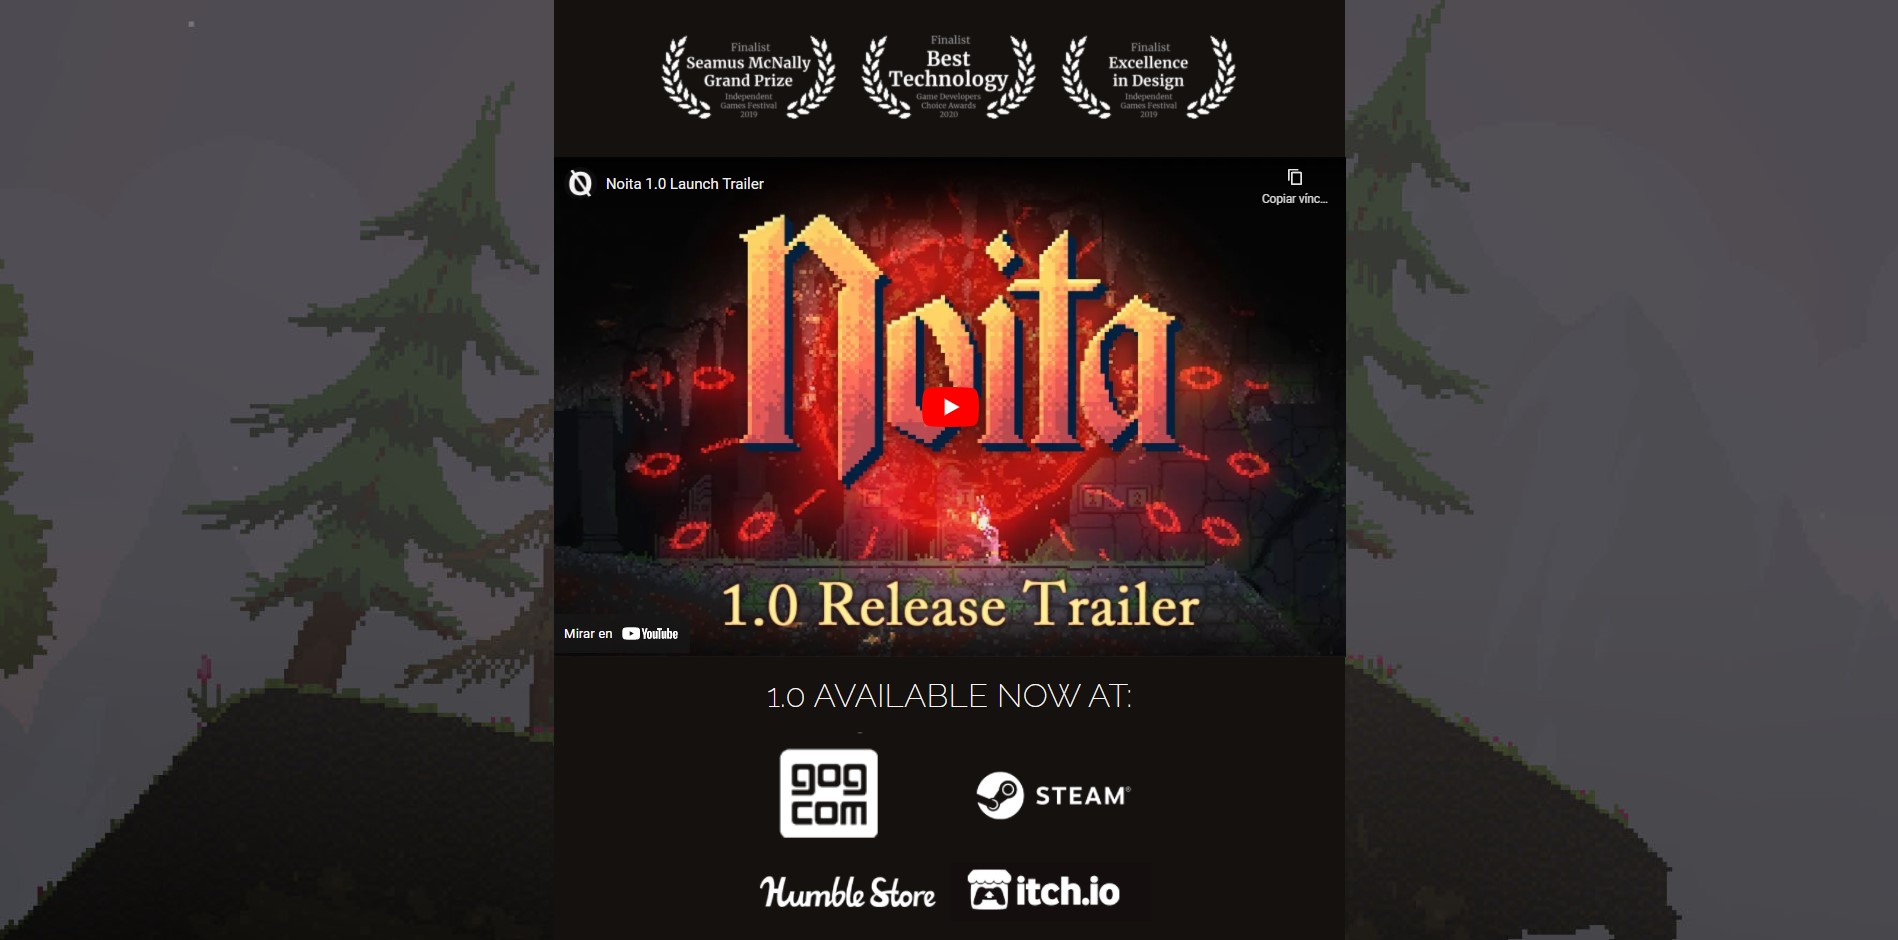 Finalist
Seamus McNally
Grand Prize
Independent
Games Festival
2019
Finalist
Best
Technology
Game Developers
Choice Awards
2020
Finalist
Excellence
in Design
Independent
Games Festival
2019
Noita 1.0 Launch Trailer
Copiar vínc...
Noita
1.0 Release Trailer
Mirar en YouTube
1.0 AVAILABLE NOW AT:
gog
com
STEAM®
Humble Store
itch.io